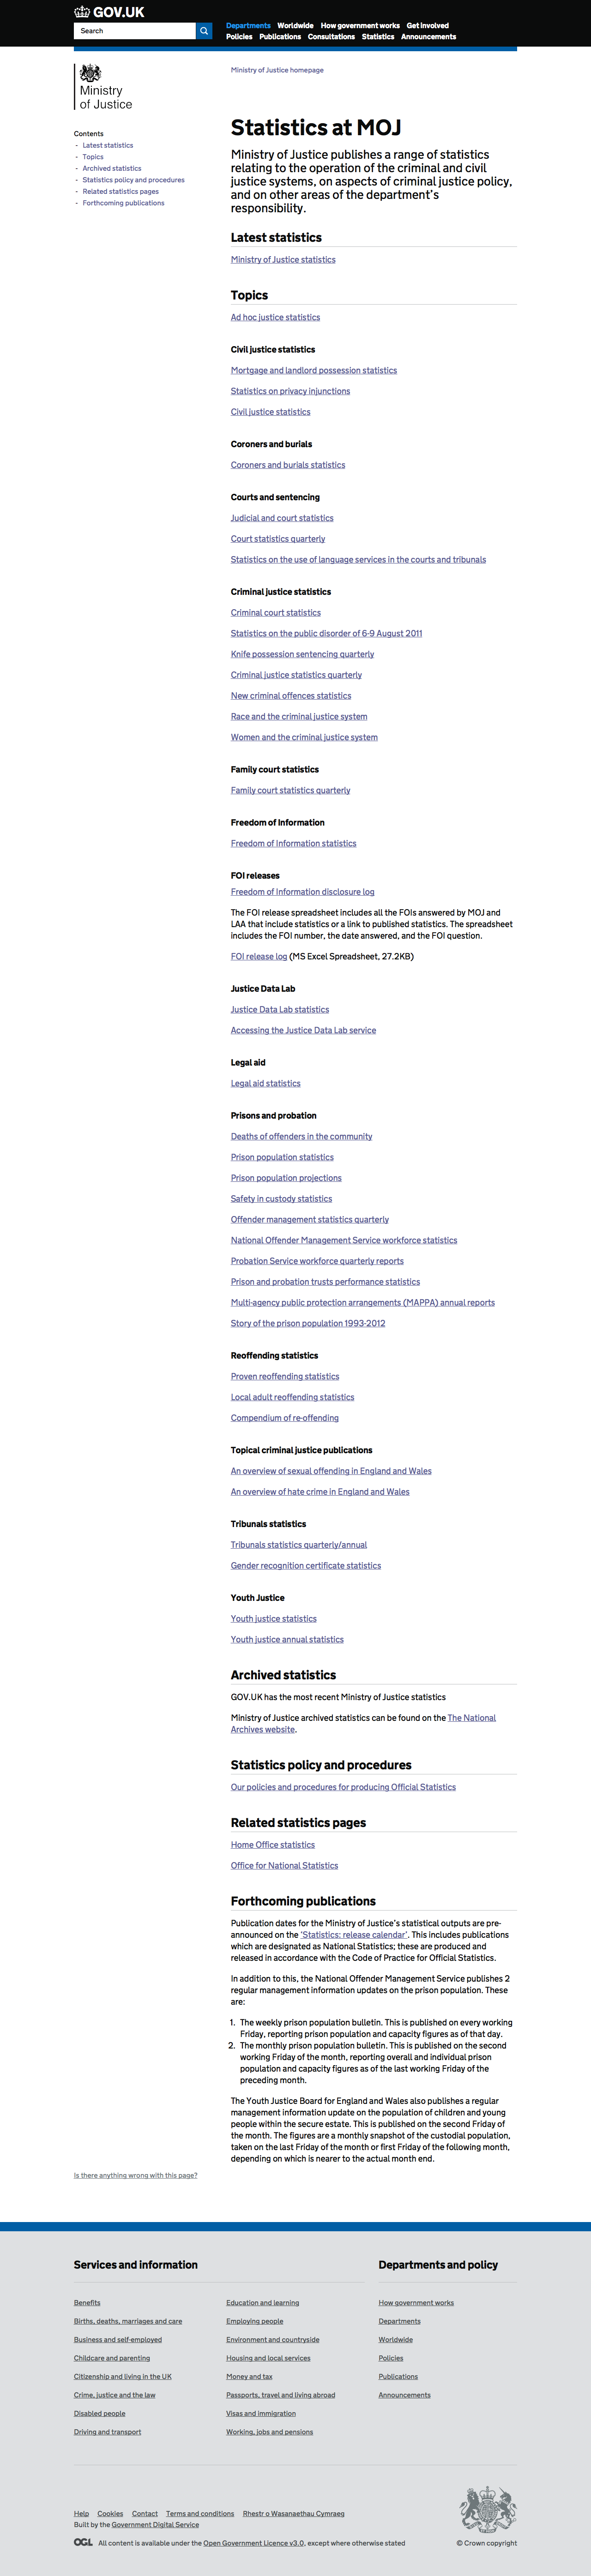 GOV.UK
Search
Departments Worldwide How government works Get involved
Policies Publications Consultations Statistics Announcements
Ministry of Justice
Ministry of Justice homepage
Contents
- Latest statistics
- Topics
- Archived statistics
- Statistics policy and procedures
- Related statistics pages
- Forthcoming publications
Statistics at MOJ
Ministry of Justice publishes a range of statistics
relating to the operation of the criminal and civil
justice systems, on aspects of criminal justice policy,
and on other areas of the department's
responsibility.
Latest statistics
Ministry of Justice statistics
Topics
Ad hoc justice statistics
Civil justice statistics
Mortgage and landlord possession statistics
Statistics on privacy injunctions
Civil justice statistics
Coroners and burials
Coroners and burials statistics
Courts and sentencing
Judicial and court statistics
Court statistics quarterly
Statistics on the use of language services in the courts and tribunals
Criminal justice statistics
Criminal court statistics
Statistics on the public disorder of 6-9 August 2011
Knife possession sentencing quarterly
Criminal justice statistics quarterly
New criminal offences statistics
Race and the criminal justice system
Women and the criminal justice system
Family court statistics
Family court statistics quarterly
Freedom of Information
Freedom of Information statistics
FOI releases
Freedom of Information disclosure log
The FOI release spreadsheet includes all the FOIs answered by MOJ and
LAA that include statistics or a link to published statistics. The spreadsheet
includes the FOI number, the date answered, and the FOI question.
FOI release log (MS Excel Spreadsheet, 27.2KB)
Justice Data Lab
Justice Data Lab statistics
Accessing the Justice Data Lab service
Legal aid
Legal aid statistics
Prisons and probation
Deaths of offenders in the community
Prison population statistics
Prison population projections
Safety in custody statistics
Offender management statistics quarterly
National Offender Management Service workforce statistics
Probation Service workforce quarterly reports
Prison and probation trusts performance statistics
Multi-agency public protection arrangements (MAPPA) annual reports
Story of the prison population 1993-2012
Reoffending statistics
Proven reoffending statistics
Local adult reoffending statistics
Compendium of re-offending
Topical criminal justice publications
An overview of sexual offending in England and Wales
An overview of hate crime in England and Wales
Tribunals statistics
Tribunals statistics quarterly/annual
Gender recognition certificate statistics
Youth Justice
Youth justice statistics
Youth justice annual statistics
Archived statistics
GOV.UK has the most recent Ministry of Justice statistics
Ministry of Justice archived statistics can be found on the The National
Archives website.
Statistics policy and procedures
Our policies and procedures for producing Official Statistics
Related statistics pages
Home Office statistics
Office for National Statistics
Forthcoming publications
Publication dates for the Ministry of Justice's statistical outputs are pre-
announced on the 'Statistics: release calendar'. This includes publications
which are designated as National Statistics; these are produced and
released in accordance with the Code of Practice for Official Statistics.
In addition to this, the National Offender Management Service publishes 2
regular management information updates on the prison population. These
are:
1. The weekly prison population bulletin. This is published on every working
Friday, reporting prison population and capacity figures as of that day.
2. The monthly prison population bulletin. This is published on the second
working Friday of the month, reporting overall and individual prison
population and capacity figures as of the last working Friday of the
preceding month.
The Youth Justice Board for England and Wales also publishes a regular
management information update on the population of children and young
people within the secure estate. This is published on the second Friday of
the month. The figures are a monthly snapshot of the custodial population,
taken on the last Friday of the month or first Friday of the following month,
depending on which is nearer to the actual month end.
Is there anything wrong with this page?
Services and information
Benefits
Births, deaths, marriages and care
Business and self-employed
Childcare and parenting
Citizenship and living in the UK
Crime, justice and the law
Disabled people
Driving and transport
Education and learning
Employing people
Environment and countryside
Housing and local services
Money and tax
Passports, travel and living abroad
Visas and immigration
Working, jobs and pensions
Departments and policy
How government works
Departments
Worldwide
Policies
Publications
Announcements
Help Cookies Contact Terms and conditions Rhestr o Wasanaethau Cymraeg
Built by the Government Digital Service
OGL All content is available under the Open Government Licence v3.0, except where otherwise stated
© Crown copyright